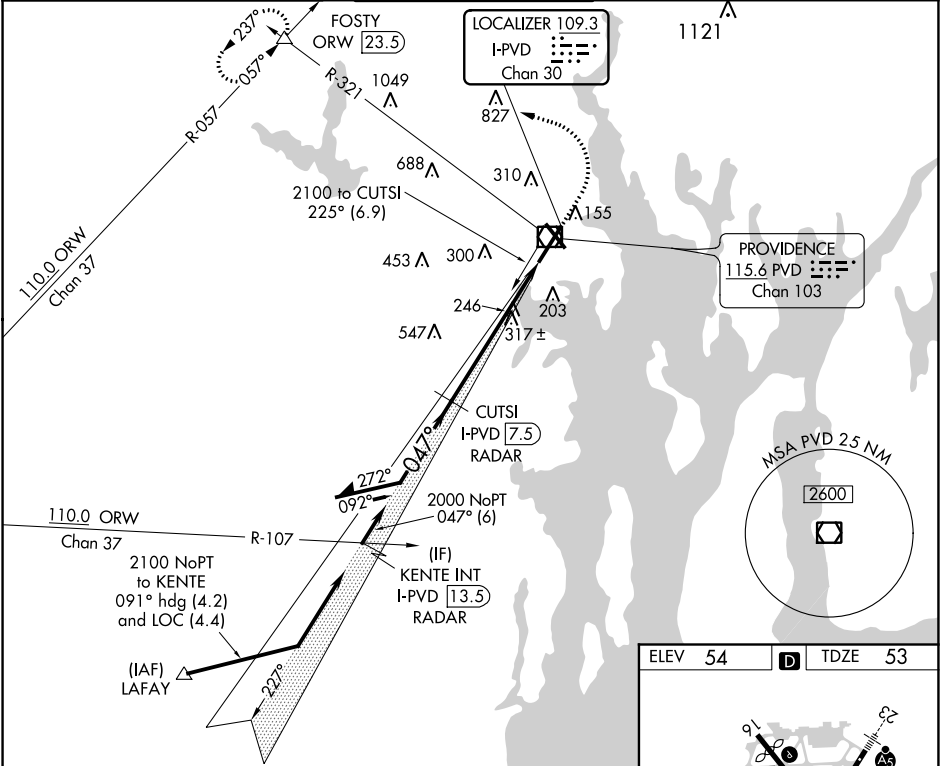 FOSTY
ORW 23.5
237°
057°
R-057
R-321
LOCALIZER 109.3
I-PVD
Chan 30
1121
1049
827
688
310
155
2100 to CUTSI
225° (6.9)
453
300
246
203
547
317 ±
110.0 ORW
Chan 37
PROVIDENCE
115.6 PVD
Chan 103
CUTSI
I-PVD 7.5
RADAR
047°
272°
092°
2000 NoPT
047° (6)
110.0 ORW
Chan 37
R-107
(IF)
KENTE INT
I-PVD 13.5
RADAR
2100 NoPT
to KENTE
091° hdg (4.2)
and LOC (4.4)
(IAF)
LAFAY
227°
MSA PVD 25 NM
2600
ELEV 54
D
TDZE 53
16
23
A5